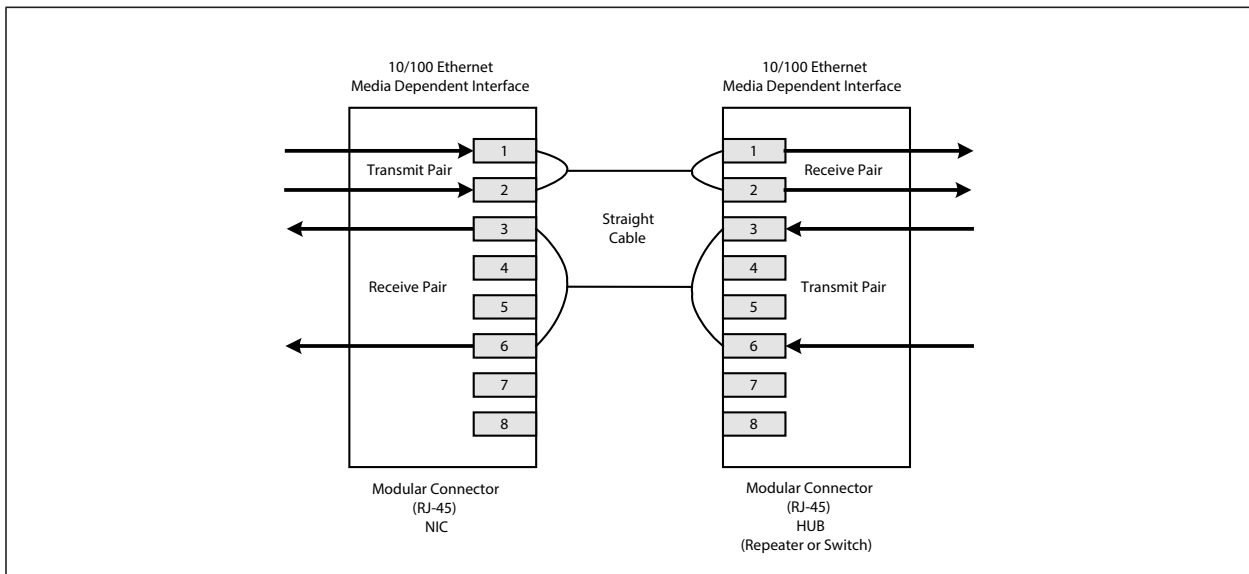 10/100 Ethernet
Media Dependent Interface
10/100 Ethernet
Media Dependent Interface
1
Transmit Pair
2
3
4
Receive Pair
5
6
7
8
Straight
Cable
1
Receive Pair
2
3
4
Transmit Pair
5
6
7
8
Modular Connector
(RJ-45)
NIC
Modular Connector
(RJ-45)
HUB
(Repeater or Switch)